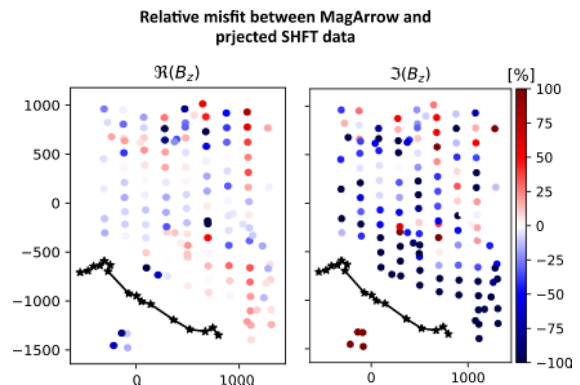 Relative misfit between MagArrow and
prjected SHFT data
ℜ(B_z) ℑ(B_z) [%]
1000 100
75
500 50
25
0 0
−500 −25
−50
−1000 −75
−1500 −100
0 1000 0 1000